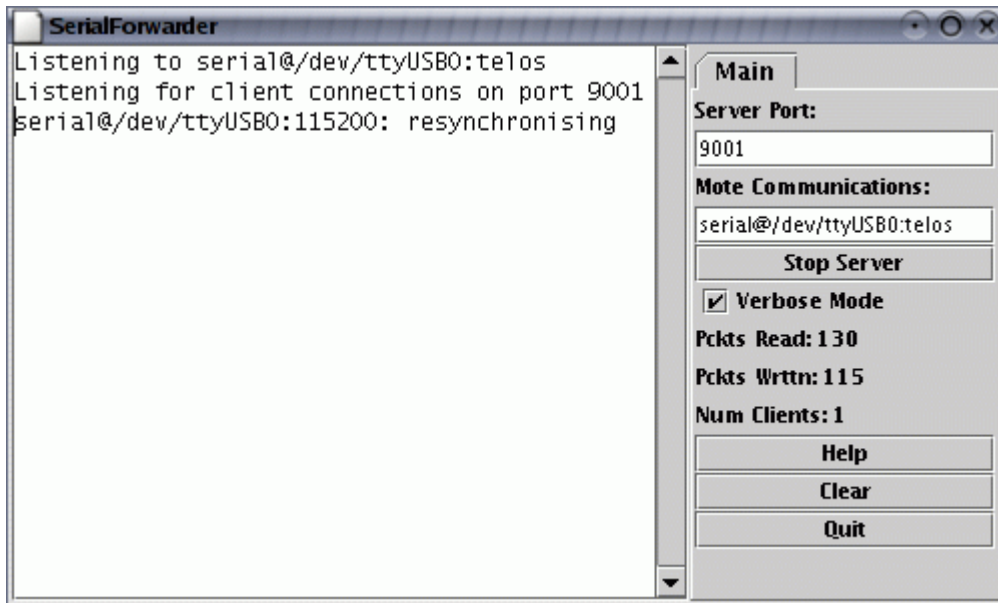 SerialForwarder
Listening to serial@/dev/ttyUSB0:telos
Listening for client connections on port 9001
serial@/dev/ttyUSB0:115200: resynchronising
Main
Server Port:
9001
Mote Communications:
serial@/dev/ttyUSB0:telos
Stop Server
Verbose Mode
Pckts Read: 130
Pckts Wrttn: 115
Num Clients: 1
Help
Clear
Quit